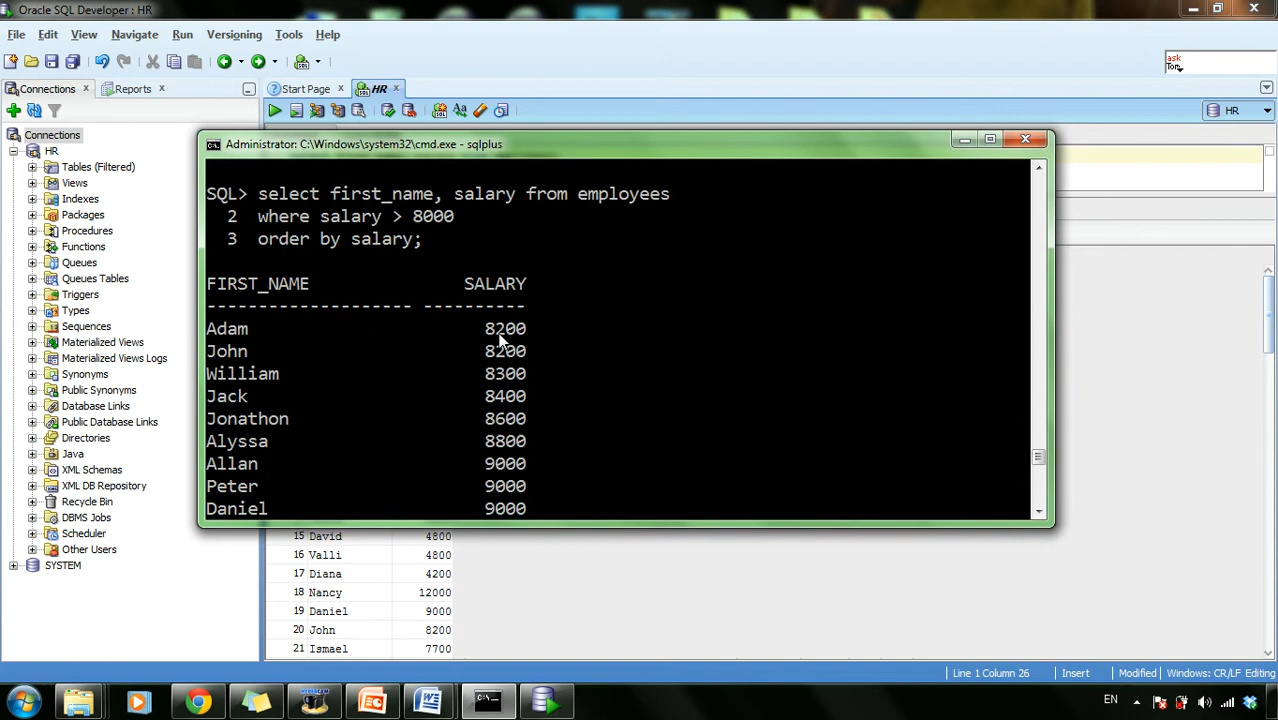 Oracle SQL Developer : HR
File Edit View Navigate Run Versioning Tools Help
ask
Tom
Connections Reports Start Page HR
HR
Connections
HR
Tables (Filtered)
Views
Indexes
Packages
Procedures
Functions
Queues
Queues Tables
Triggers
Types
Sequences
Materialized Views
Materialized Views Logs
Synonyms
Public Synonyms
Database Links
Public Database Links
Directories
Java
XML Schemas
XML DB Repository
Recycle Bin
DBMS Jobs
Scheduler
Other Users
SYSTEM
Administrator: C:\Windows\system32\cmd.exe - sqlplus
SQL> select first_name, salary from employees
2 where salary > 8000
3 order by salary;
FIRST_NAME SALARY
-------------------- ----------
Adam 8200
John 8200
William 8300
Jack 8400
Jonathon 8600
Alyssa 8800
Allan 9000
Peter 9000
Daniel 9000
15 David 4800
16 Valli 4800
17 Diana 4200
18 Nancy 12000
19 Daniel 9000
20 John 8200
21 Ismael 7700
Line 1 Column 26 Insert Modified Windows: CR/LF Editing
EN